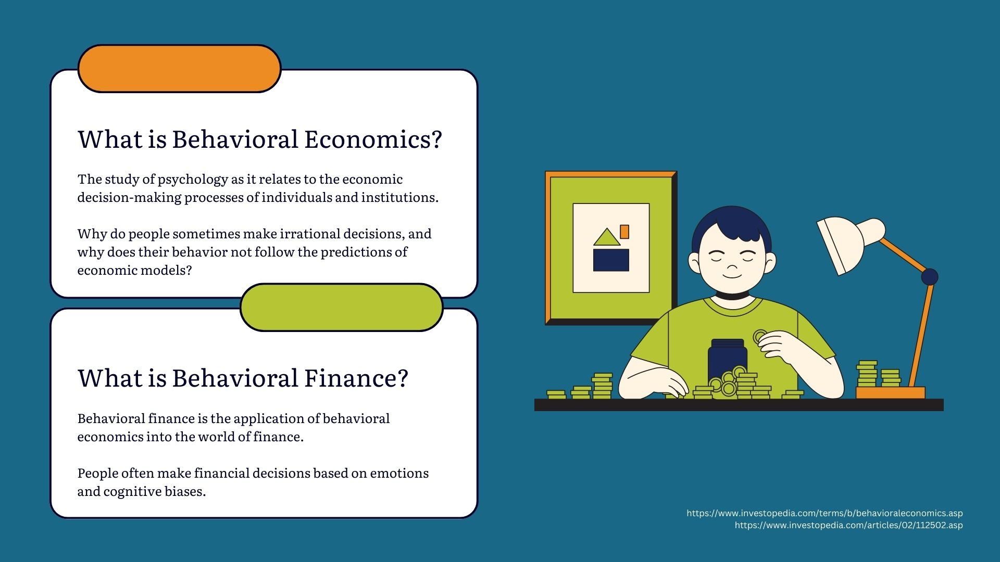 What is Behavioral Economics?
The study of psychology as it relates to the economic
decision-making processes of individuals and institutions.
Why do people sometimes make irrational decisions, and
why does their behavior not follow the predictions of
economic models?
What is Behavioral Finance?
Behavioral finance is the application of behavioral
economics into the world of finance.
People often make financial decisions based on emotions
and cognitive biases.
https://www.investopedia.com/terms/b/behavioraleconomics.asp
https://www.investopedia.com/articles/02/112502.asp